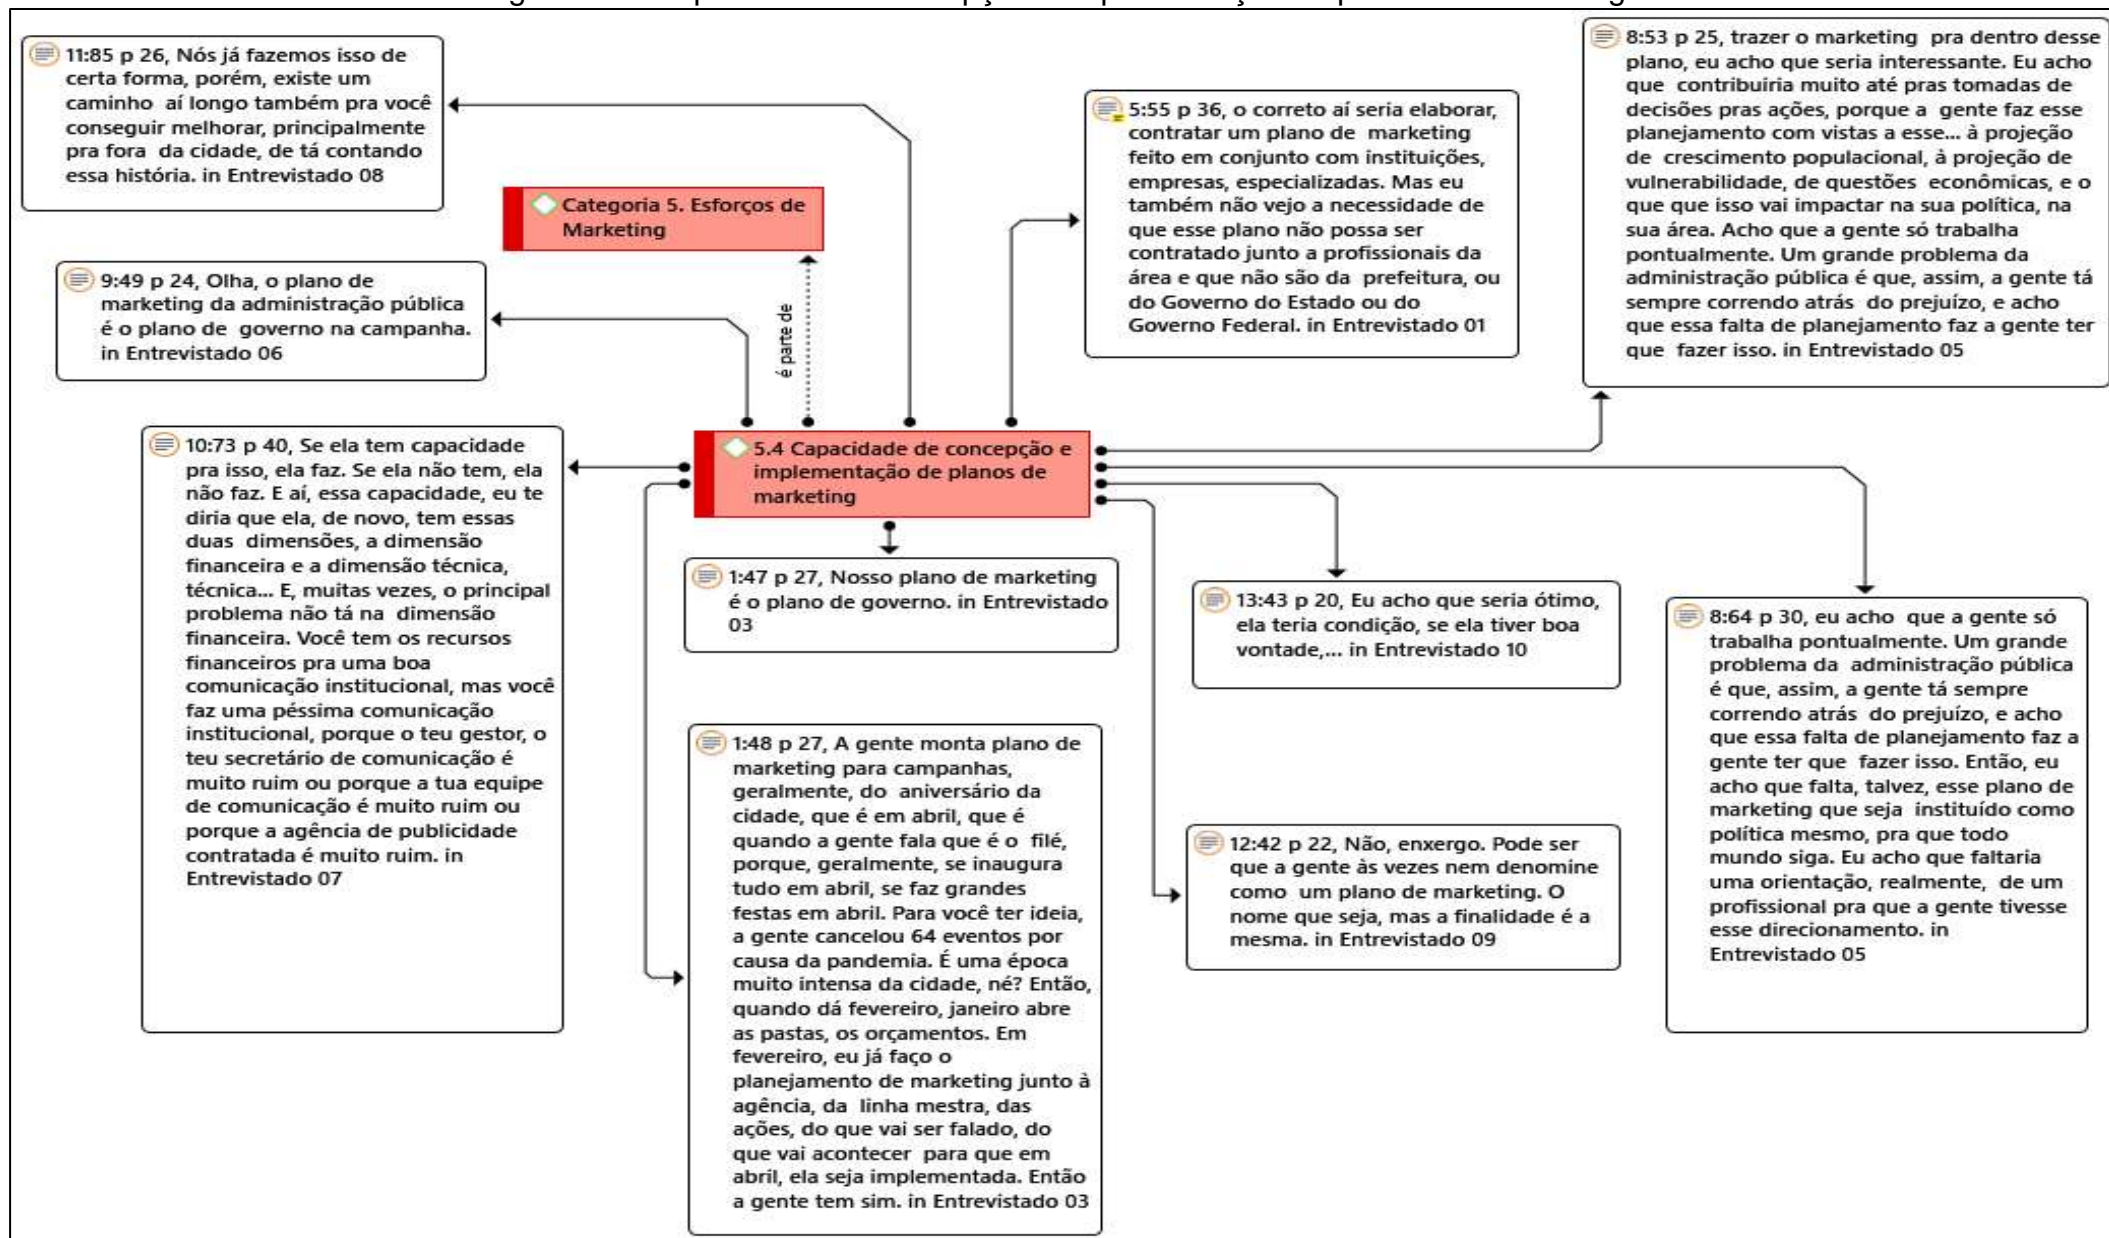 11:85 p 26, Nós já fazemos isso de
certa forma, porém, existe um
caminho aí longo também pra você
conseguir melhorar, principalmente
pra fora da cidade, de tá contando
essa história. in Entrevistado 08
Categoria 5. Esforços de
Marketing
5:55 p 36, o correto aí seria elaborar,
contratar um plano de marketing
feito em conjunto com instituições,
empresas, especializadas. Mas eu
também não vejo a necessidade de
que esse plano não possa ser
contratado junto a profissionais da
área e que não são da prefeitura, ou
do Governo do Estado ou do
Governo Federal. in Entrevistado 01
8:53 p 25, trazer o marketing pra dentro desse
plano, eu acho que seria interessante. Eu acho
que contribuiria muito até pras tomadas de
decisões pras ações, porque a gente faz esse
planejamento com vistas a esse... à projeção
de crescimento populacional, à projeção de
vulnerabilidade, de questões econômicas, e o
que que isso vai impactar na sua política, na
sua área. Acho que a gente só trabalha
pontualmente. Um grande problema da
administração pública é que, assim, a gente tá
sempre correndo atrás do prejuízo, e acho
que essa falta de planejamento faz a gente ter
que fazer isso. in Entrevistado 05
9:49 p 24, Olha, o plano de
marketing da administração pública
é o plano de governo na campanha.
in Entrevistado 06
é parte de
10:73 p 40, Se ela tem capacidade
pra isso, ela faz. Se ela não tem, ela
não faz. E aí, essa capacidade, eu te
diria que ela, de novo, tem essas
duas dimensões, a dimensão
financeira e a dimensão técnica,
técnica... E, muitas vezes, o principal
problema não tá na dimensão
financeira. Você tem os recursos
financeiros pra uma boa
comunicação institucional, mas você
faz uma péssima comunicação
institucional, porque o teu gestor, o
teu secretário de comunicação é
muito ruim ou porque a tua equipe
de comunicação é muito ruim ou
porque a agência de publicidade
contratada é muito ruim. in
Entrevistado 07
5.4 Capacidade de concepção e
implementação de planos de
marketing
1:47 p 27, Nosso plano de marketing
é o plano de governo. in Entrevistado
03
13:43 p 20, Eu acho que seria ótimo,
ela teria condição, se ela tiver boa
vontade,... in Entrevistado 10
8:64 p 30, eu acho que a gente só
trabalha pontualmente. Um grande
problema da administração pública
é que, assim, a gente tá sempre
correndo atrás do prejuízo, e acho
que essa falta de planejamento faz a
gente ter que fazer isso. Então, eu
acho que falta, talvez, esse plano de
marketing que seja instituído como
política mesmo, pra que todo
mundo siga. Eu acho que faltaria
uma orientação, realmente, de um
profissional pra que a gente tivesse
esse direcionamento. in
Entrevistado 05
1:48 p 27, A gente monta plano de
marketing para campanhas,
geralmente, do aniversário da
cidade, que é em abril, que é
quando a gente fala que é o filé,
porque, geralmente, se inaugura
tudo em abril, se faz grandes
festas em abril. Para você ter ideia,
a gente cancelou 64 eventos por
causa da pandemia. É uma época
muito intensa da cidade, né? Então,
quando dá fevereiro, janeiro abre
as pastas, os orçamentos. Em
fevereiro, eu já faço o
planejamento de marketing junto à
agência, da linha mestra, das
ações, do que vai ser falado, do
que vai acontecer para que em
abril, ela seja implementada. Então
a gente tem sim. in Entrevistado 03
12:42 p 22, Não, enxergo. Pode ser
que a gente às vezes nem denomine
como um plano de marketing. O
nome que seja, mas a finalidade é a
mesma. in Entrevistado 09